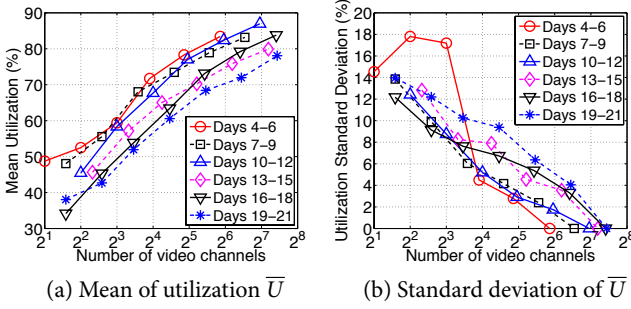 90
80
70
60
50
40
30
Mean Utilization (%)
2^1 2^2 2^3 2^4 2^5 2^6 2^7 2^8
Number of video channels
Days 4–6
Days 7–9
Days 10–12
Days 13–15
Days 16–18
Days 19–21
(a) Mean of utilization U̅
20
18
16
14
12
10
8
6
4
2
0
Utilization Standard Deviation (%)
2^1 2^2 2^3 2^4 2^5 2^6 2^7 2^8
Number of video channels
Days 4–6
Days 7–9
Days 10–12
Days 13–15
Days 16–18
Days 19–21
(b) Standard deviation of U̅